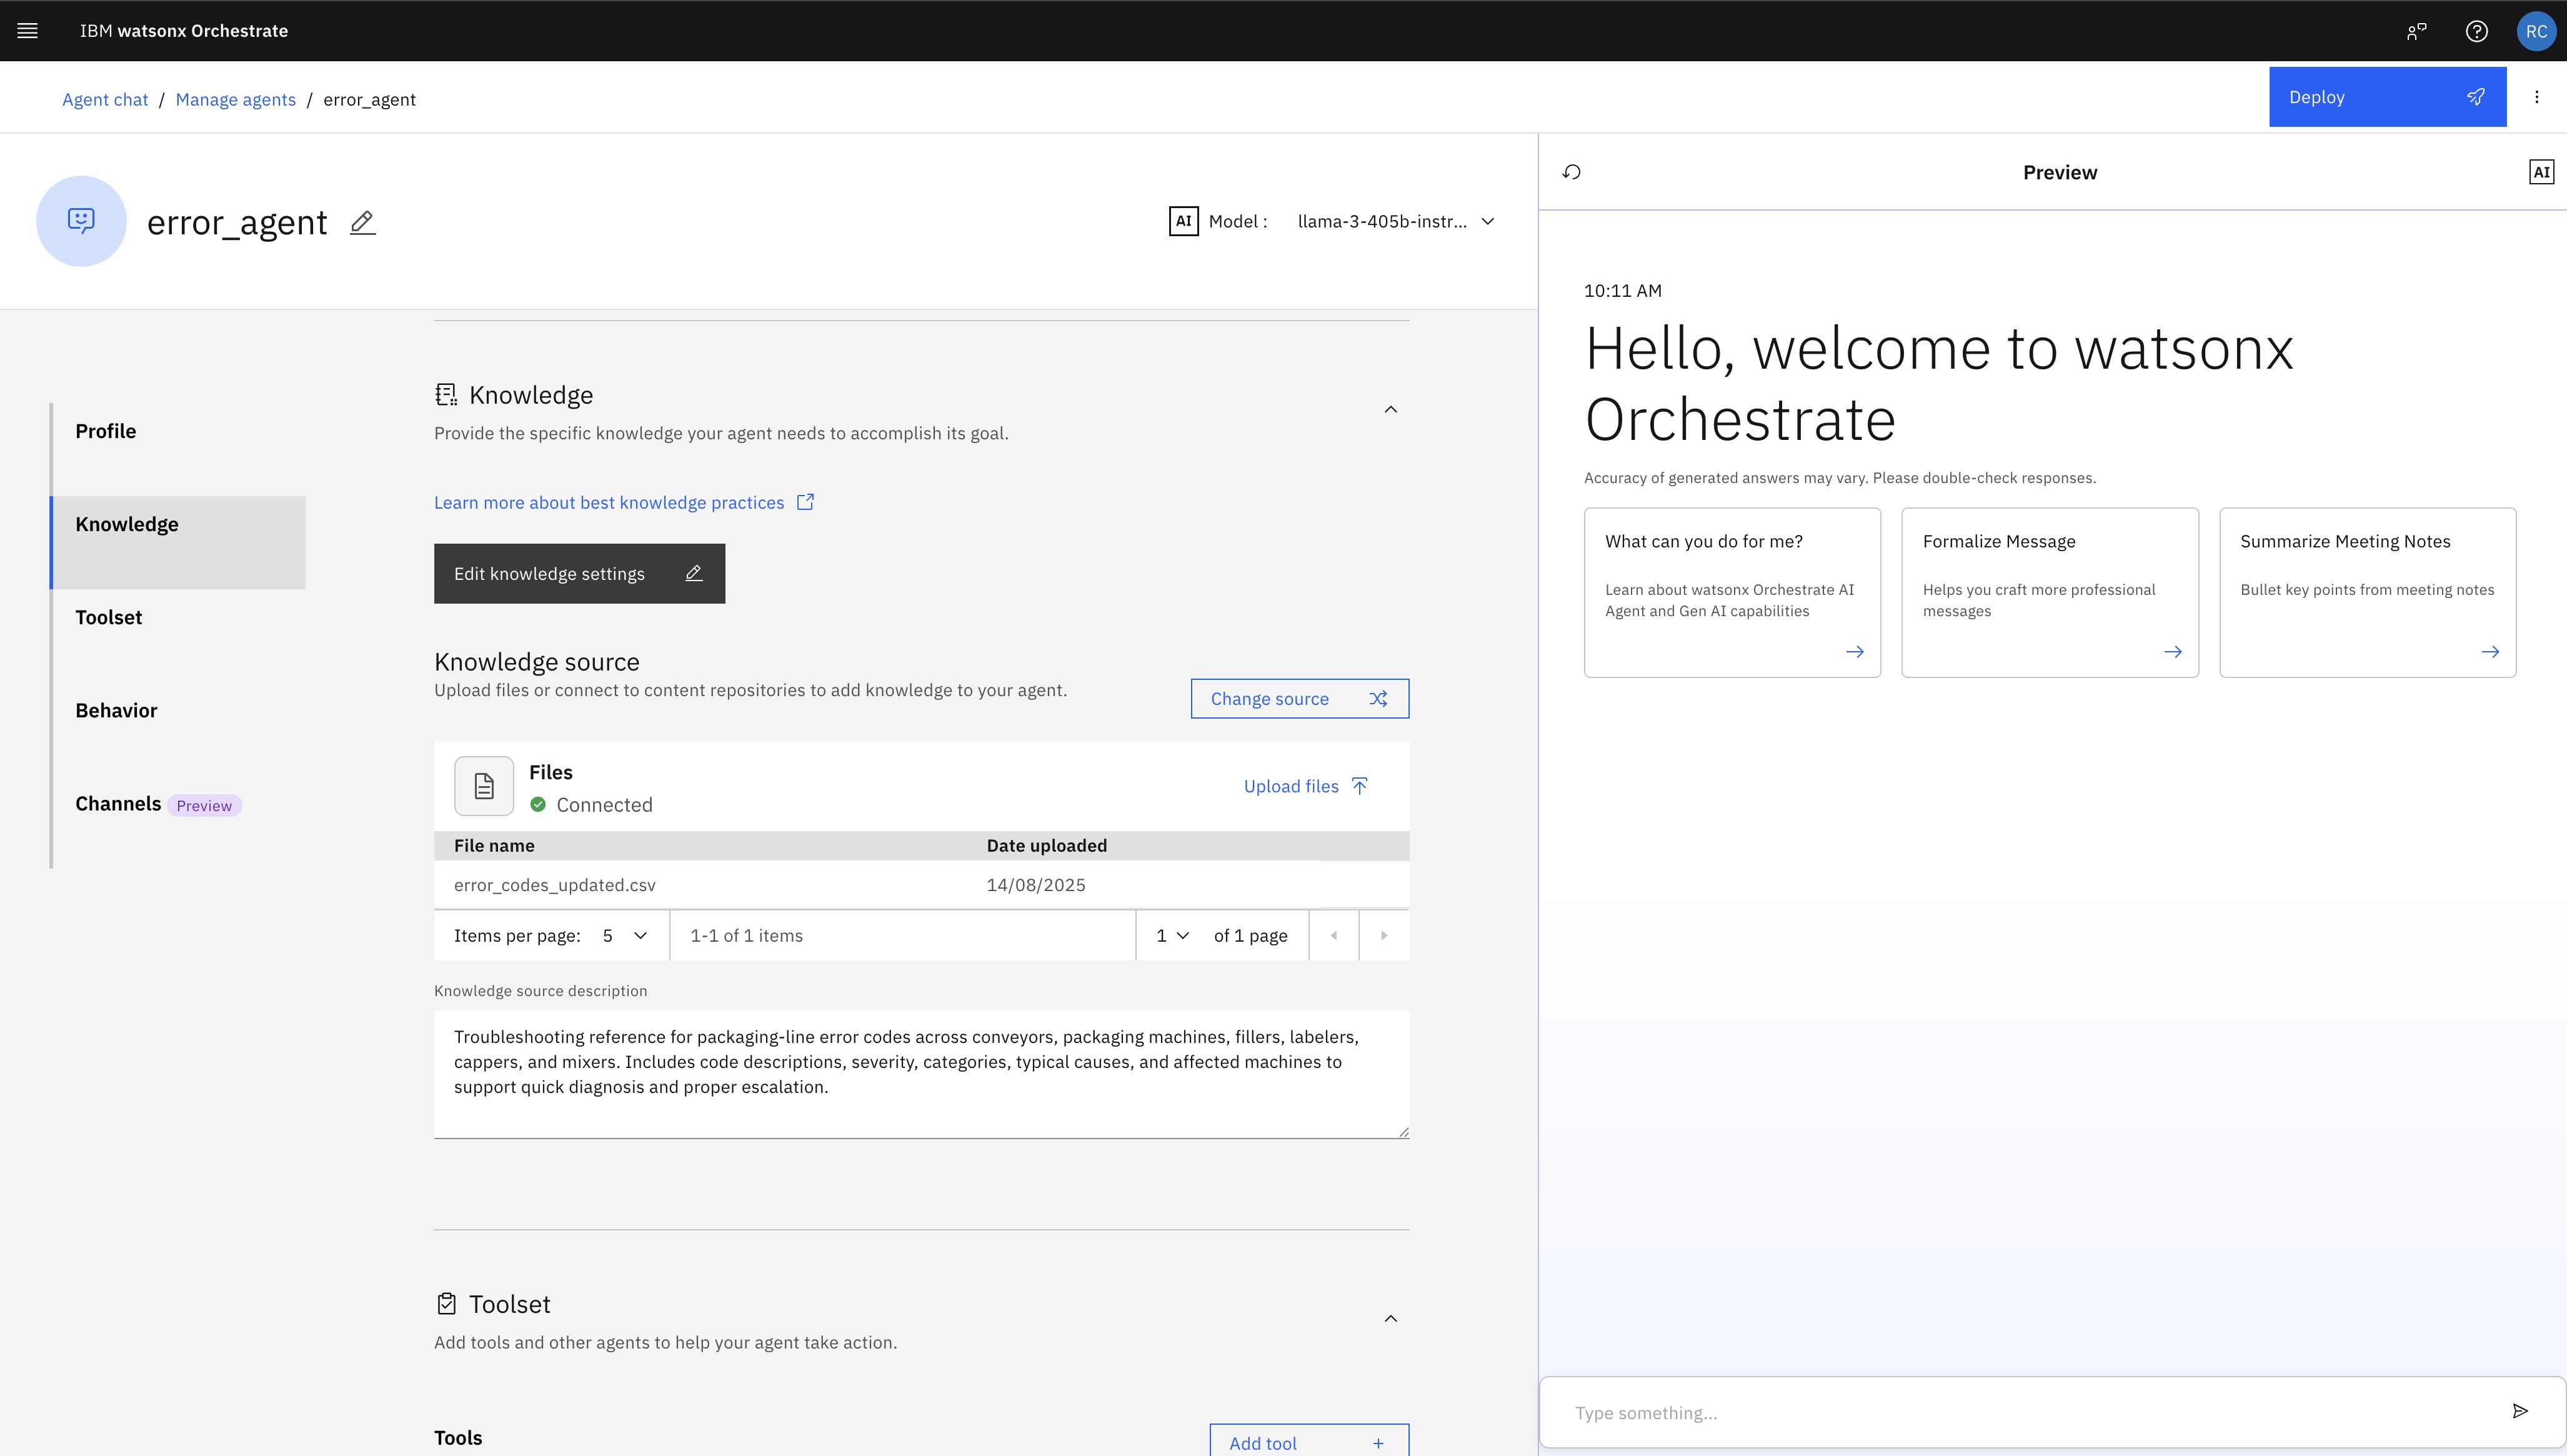 IBM watsonx Orchestrate
RC
Agent chat / Manage agents / error_agent
Deploy
error_agent
AI Model : llama-3-405b-instr...
Profile
Knowledge
Toolset
Behavior
Channels Preview
Knowledge
Provide the specific knowledge your agent needs to accomplish its goal.
Learn more about best knowledge practices
Edit knowledge settings
Knowledge source
Upload files or connect to content repositories to add knowledge to your agent.
Change source
Files
Connected
Upload files
File name Date uploaded
error_codes_updated.csv 14/08/2025
Items per page: 5 1-1 of 1 items 1 of 1 page
Knowledge source description
Troubleshooting reference for packaging-line error codes across conveyors, packaging machines, fillers, labelers,
cappers, and mixers. Includes code descriptions, severity, categories, typical causes, and affected machines to
support quick diagnosis and proper escalation.
Toolset
Add tools and other agents to help your agent take action.
Tools
Add tool +
Preview
AI
10:11 AM
Hello, welcome to watsonx
Orchestrate
Accuracy of generated answers may vary. Please double-check responses.
What can you do for me?
Learn about watsonx Orchestrate AI
Agent and Gen AI capabilities
Formalize Message
Helps you craft more professional
messages
Summarize Meeting Notes
Bullet key points from meeting notes
Type something...